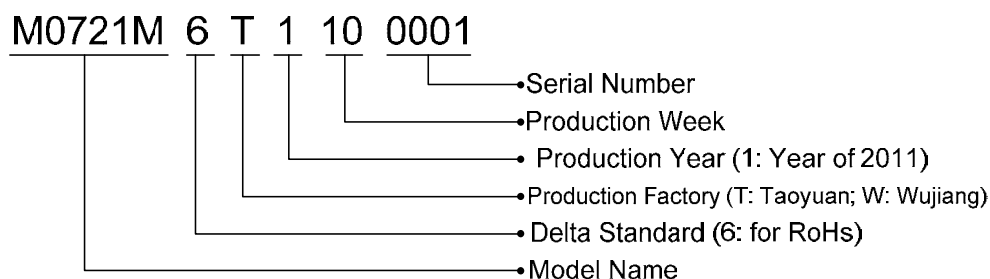 M0721M 6 T 1 10 0001
Serial Number
Production Week
Production Year (1: Year of 2011)
Production Factory (T: Taoyuan; W: Wujiang)
Delta Standard (6: for RoHs)
Model Name